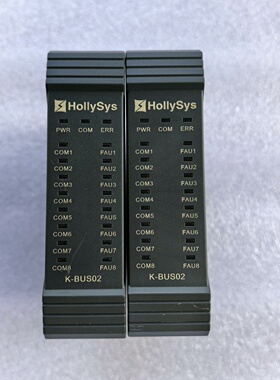 HollySys
PWR COM ERR
COM1 FAU1
COM2 FAU2
COM3 FAU3
COM4 FAU4
COM5 FAU5
COM6 FAU6
COM7 FAU7
COM8 FAU8
K-BUS02
HollySys
PWR COM ERR
COM1 FAU1
COM2 FAU2
COM3 FAU3
COM4 FAU4
COM5 FAU5
COM6 FAU6
COM7 FAU7
COM8 FAU8
K-BUS02